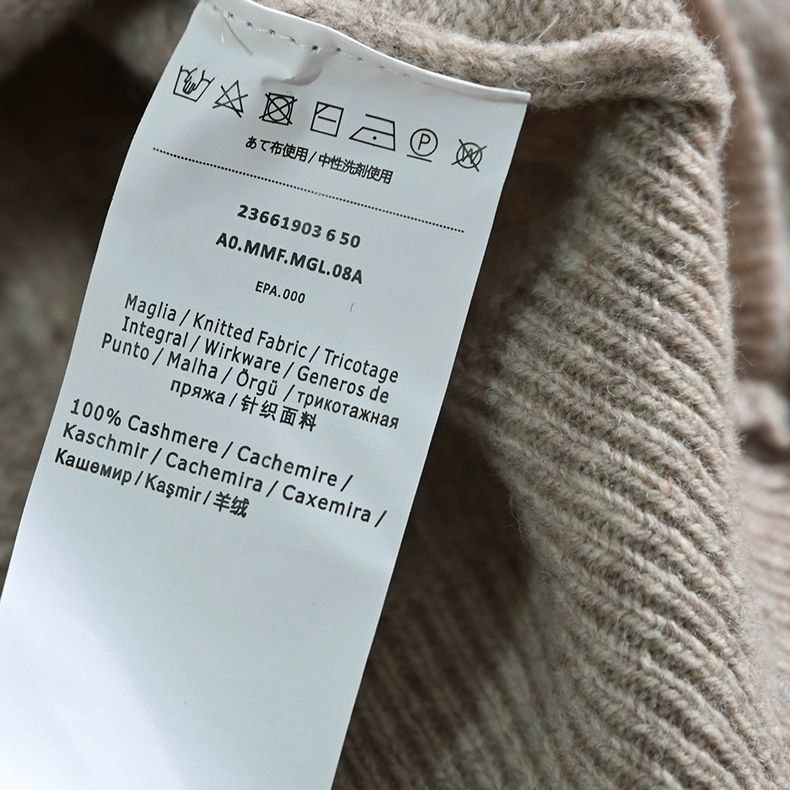 P W
あて布使用 / 中性洗剤使用
23661903 6 50
A0.MMF.MGL.08A
EPA.000
Maglia / Knitted Fabric / Tricotage
Integral / Wirkware / Generos de
Punto / Malha / Örgü / трикотажная
пряжа / 针织面料
100% Cashmere / Cachemire /
Kaschmir / Cachemira / Caxemira /
Кашемир / Kaşmir / 羊绒